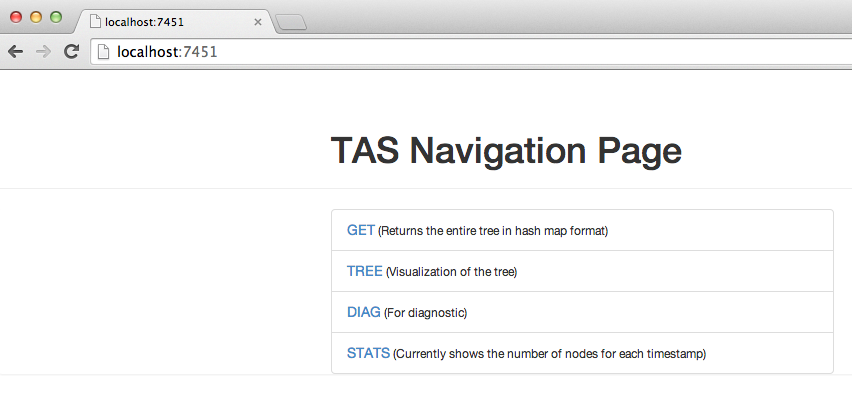 localhost:7451
localhost:7451
TAS Navigation Page
GET (Returns the entire tree in hash map format)
TREE (Visualization of the tree)
DIAG (For diagnostic)
STATS (Currently shows the number of nodes for each timestamp)